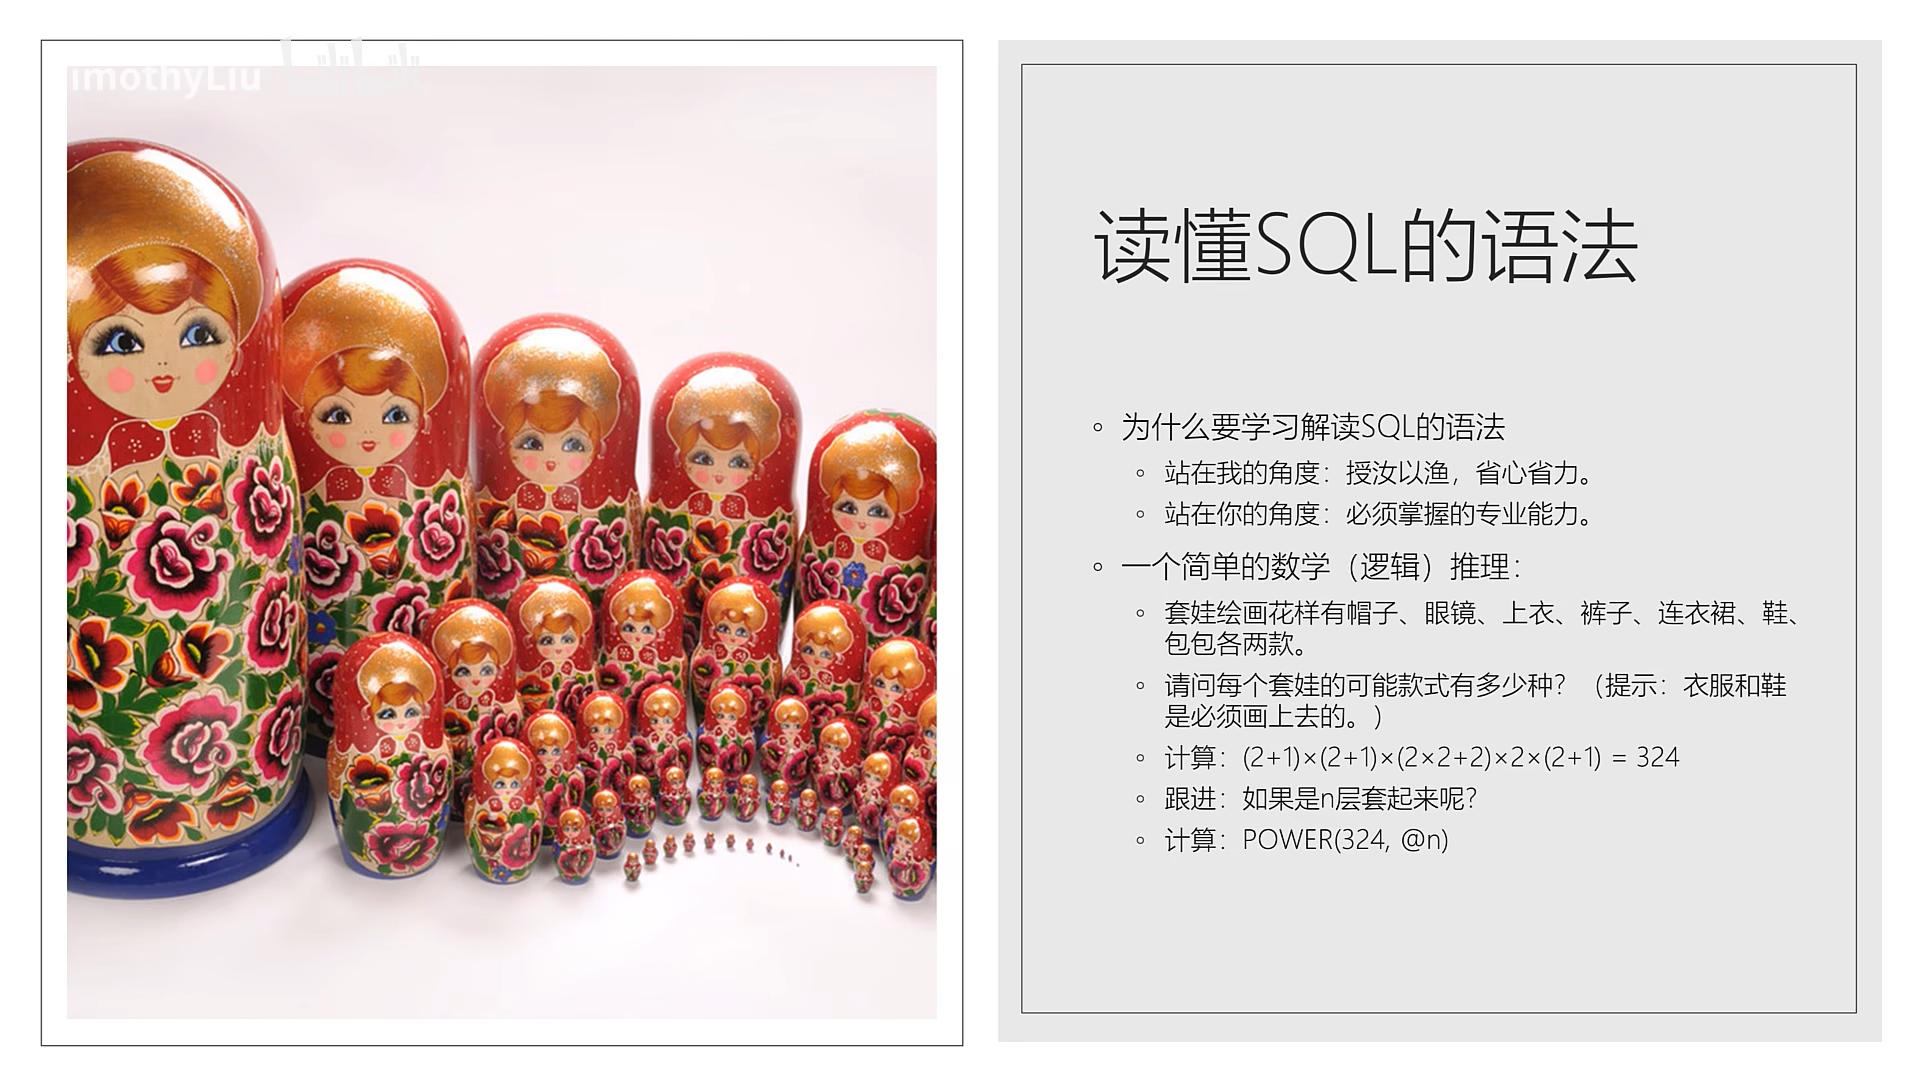 imothyLiu
读懂SQL的语法
◦ 为什么要学习解读SQL的语法
◦ 站在我的角度：授汝以渔，省心省力。
◦ 站在你的角度：必须掌握的专业能力。
◦ 一个简单的数学（逻辑）推理：
◦ 套娃绘画花样有帽子、眼镜、上衣、裤子、连衣裙、鞋、
包包各两款。
◦ 请问每个套娃的可能款式有多少种？（提示：衣服和鞋
是必须画上去的。）
◦ 计算：(2+1)×(2+1)×(2×2+2)×2×(2+1) = 324
◦ 跟进：如果是n层套起来呢？
◦ 计算：POWER(324, @n)